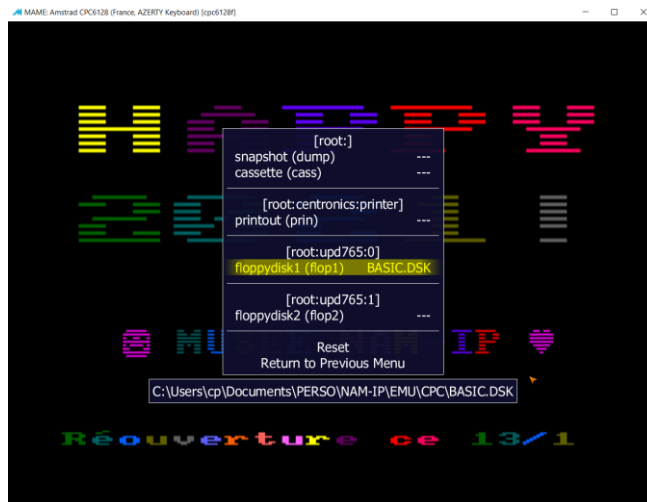 MAME: Amstrad CPC6128 (France, AZERTY Keyboard) [cpc6128f]
HAPPY
[root:]
snapshot (dump) ---
cassette (cass) ---
[root:centronics:printer]
printout (prin) ---
[root:upd765:0]
floppydisk1 (flop1) BASIC.DSK
[root:upd765:1]
floppydisk2 (flop2) ---
Reset
Return to Previous Menu
C:\Users\cp\Documents\PERSO\NAM-IP\EMU\CPC\BASIC.DSK
Réouverture ce 13/1